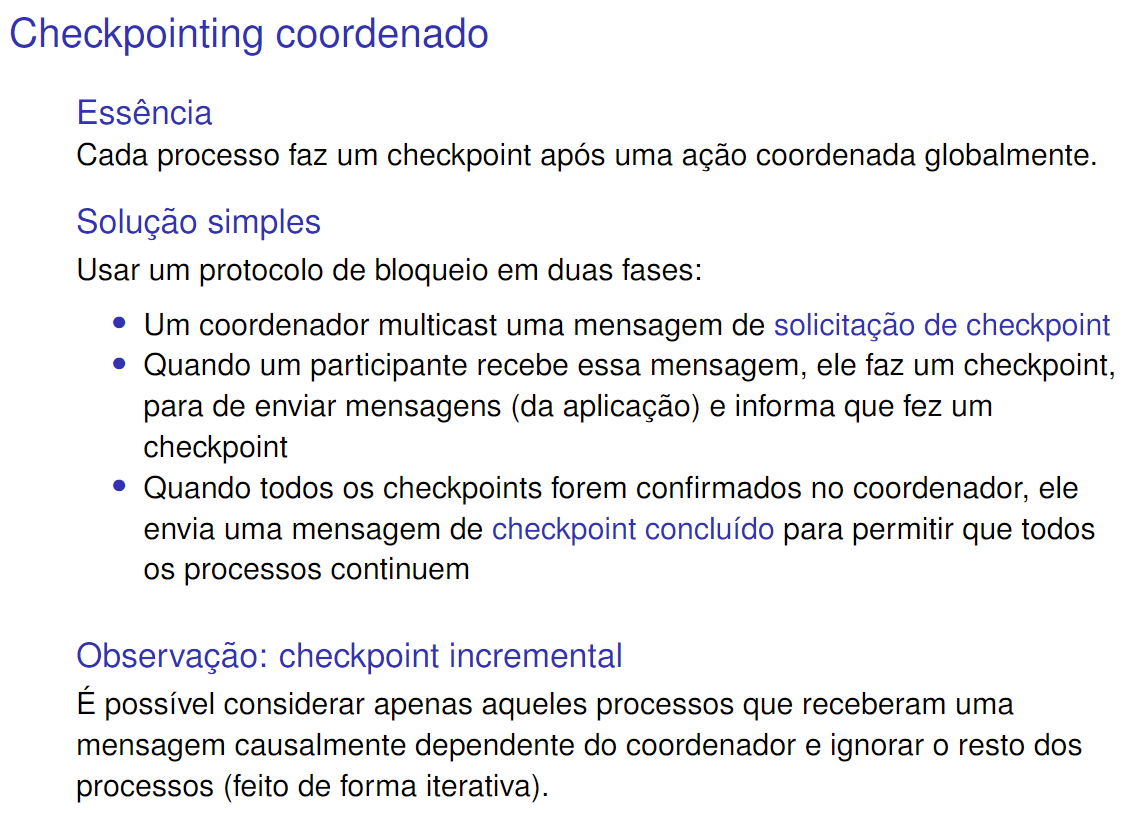 Checkpointing coordenado
Essência
Cada processo faz um checkpoint após uma ação coordenada globalmente.
Solução simples
Usar um protocolo de bloqueio em duas fases:
• Um coordenador multicast uma mensagem de solicitação de checkpoint
• Quando um participante recebe essa mensagem, ele faz um checkpoint,
para de enviar mensagens (da aplicação) e informa que fez um
checkpoint
• Quando todos os checkpoints forem confirmados no coordenador, ele
envia uma mensagem de checkpoint concluído para permitir que todos
os processos continuem
Observação: checkpoint incremental
É possível considerar apenas aqueles processos que receberam uma
mensagem causalmente dependente do coordenador e ignorar o resto dos
processos (feito de forma iterativa).